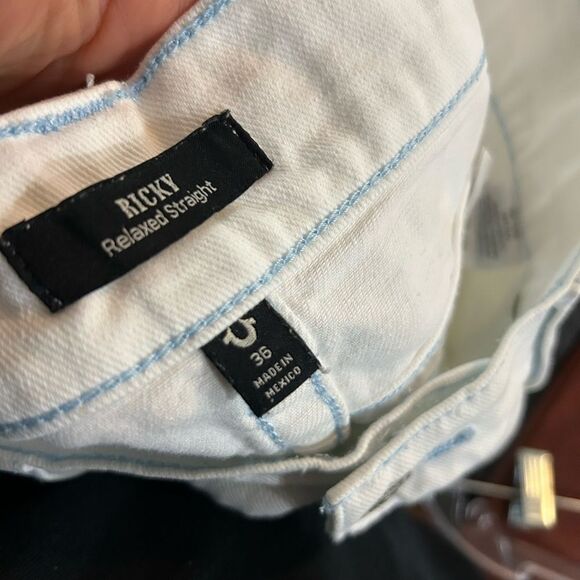 RICKY
Relaxed Straight
36
MADE IN
MEXICO